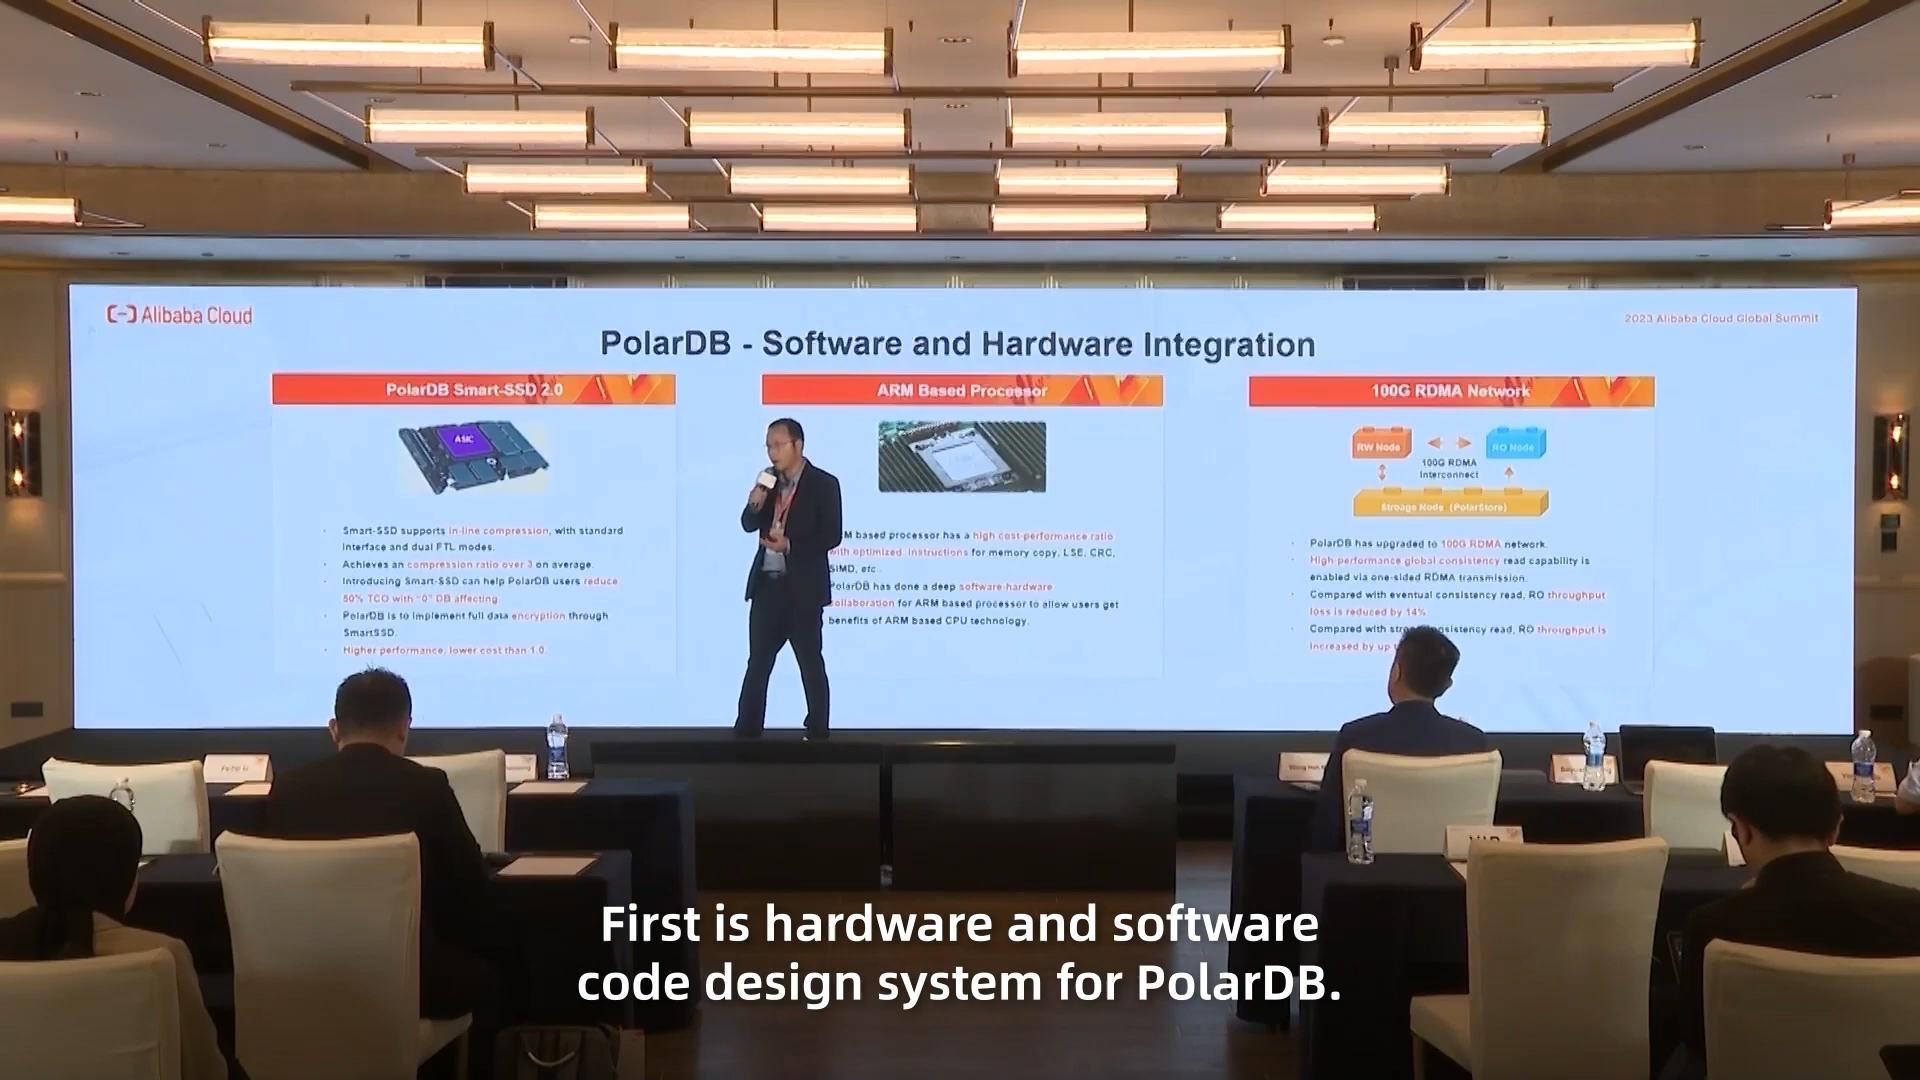 Alibaba Cloud
2023 Alibaba Cloud Global Summit
PolarDB - Software and Hardware Integration
PolarDB Smart-SSD 2.0
ASIC
· Smart-SSD supports in-line compression, with standard
interface and dual FTL modes.
· Achieves an compression ratio over 3 on average.
· Introducing Smart-SSD can help PolarDB users reduce
50% TCO with "0" DB affecting.
· PolarDB is to implement full data encryption through
SmartSSD.
· Higher performance, lower cost than 1.0.
ARM Based Processor
M based processor has a high cost-performance ratio
with optimized instructions for memory copy, LSE, CRC,
SIMD, etc..
PolarDB has done a deep software-hardware
collaboration for ARM based processor to allow users get
benefits of ARM based CPU technology.
100G RDMA Network
RW Node
RO Node
100G RDMA
Interconnect
Stroage Node (PolarStore)
· PolarDB has upgraded to 100G RDMA network.
· High-performance global consistency read capability is
enabled via one-sided RDMA transmission.
· Compared with eventual consistency read, RO throughput
loss is reduced by 14%
· Compared with consistency read, RO throughput is
increased by up
First is hardware and software
code design system for PolarDB.